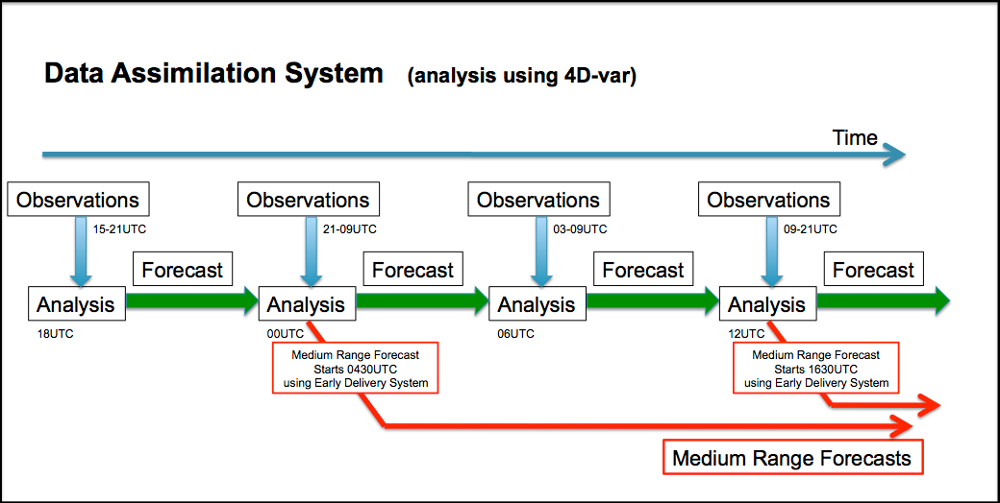 Data Assimilation System (analysis using 4D-var)
Time
Observations Observations Observations Observations
15-21UTC 21-09UTC 03-09UTC 09-21UTC
Forecast Forecast Forecast Forecast
Analysis Analysis Analysis Analysis
18UTC 00UTC 06UTC 12UTC
Medium Range Forecast
Starts 0430UTC
using Early Delivery System
Medium Range Forecast
Starts 1630UTC
using Early Delivery System
Medium Range Forecasts